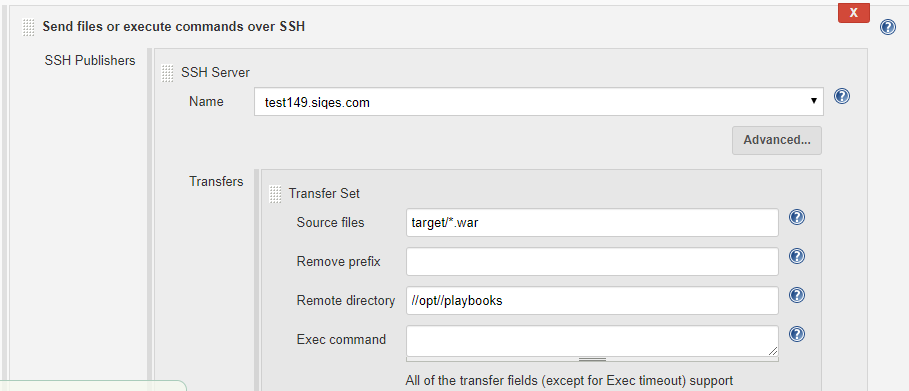 X
Send files or execute commands over SSH
SSH Publishers
SSH Server
Name
test149.siqes.com
Advanced...
Transfers
Transfer Set
Source files
target/*.war
Remove prefix
Remote directory
//opt//playbooks
Exec command
All of the transfer fields (except for Exec timeout) support